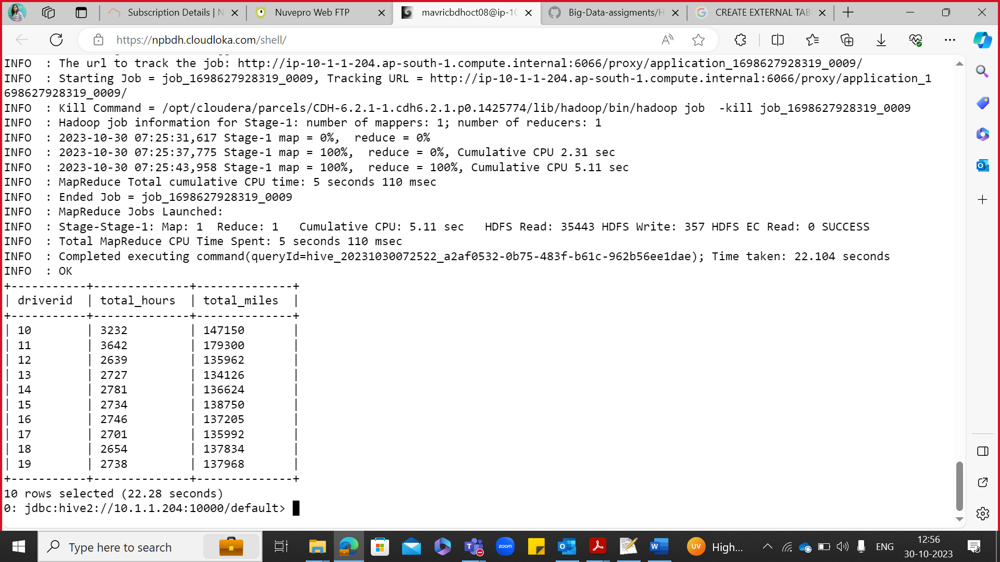 Subscription Details | N
Nuvepro Web FTP
mavricbdhoct08@ip-10
Big-Data-assigments/H
CREATE EXTERNAL TAB
https://npbdh.cloudloka.com/shell/
INFO  : The url to track the job: http://ip-10-1-1-204.ap-south-1.compute.internal:6066/proxy/application_1698627928319_0009/
INFO  : Starting Job = job_1698627928319_0009, Tracking URL = http://ip-10-1-1-204.ap-south-1.compute.internal:6066/proxy/application_1
698627928319_0009/
INFO  : Kill Command = /opt/cloudera/parcels/CDH-6.2.1-1.cdh6.2.1.p0.1425774/lib/hadoop/bin/hadoop job  -kill job_1698627928319_0009
INFO  : Hadoop job information for Stage-1: number of mappers: 1; number of reducers: 1
INFO  : 2023-10-30 07:25:31,617 Stage-1 map = 0%,  reduce = 0%
INFO  : 2023-10-30 07:25:37,775 Stage-1 map = 100%,  reduce = 0%, Cumulative CPU 2.31 sec
INFO  : 2023-10-30 07:25:43,958 Stage-1 map = 100%,  reduce = 100%, Cumulative CPU 5.11 sec
INFO  : MapReduce Total cumulative CPU time: 5 seconds 110 msec
INFO  : Ended Job = job_1698627928319_0009
INFO  : MapReduce Jobs Launched:
INFO  : Stage-Stage-1: Map: 1  Reduce: 1   Cumulative CPU: 5.11 sec   HDFS Read: 35443 HDFS Write: 357 HDFS EC Read: 0 SUCCESS
INFO  : Total MapReduce CPU Time Spent: 5 seconds 110 msec
INFO  : Completed executing command(queryId=hive_20231030072522_a2af0532-0b75-483f-b61c-962b56ee1dae); Time taken: 22.104 seconds
INFO  : OK
+-----------+--------------+--------------+
| driverid  | total_hours  | total_miles  |
+-----------+--------------+--------------+
| 10        | 3232         | 147150       |
| 11        | 3642         | 179300       |
| 12        | 2639         | 135962       |
| 13        | 2727         | 134126       |
| 14        | 2781         | 136624       |
| 15        | 2734         | 138750       |
| 16        | 2746         | 137205       |
| 17        | 2701         | 135992       |
| 18        | 2654         | 137834       |
| 19        | 2738         | 137968       |
+-----------+--------------+--------------+
10 rows selected (22.28 seconds)
0: jdbc:hive2://10.1.1.204:10000/default>
Type here to search
zoom
UV
High...
ENG
12:56
30-10-2023